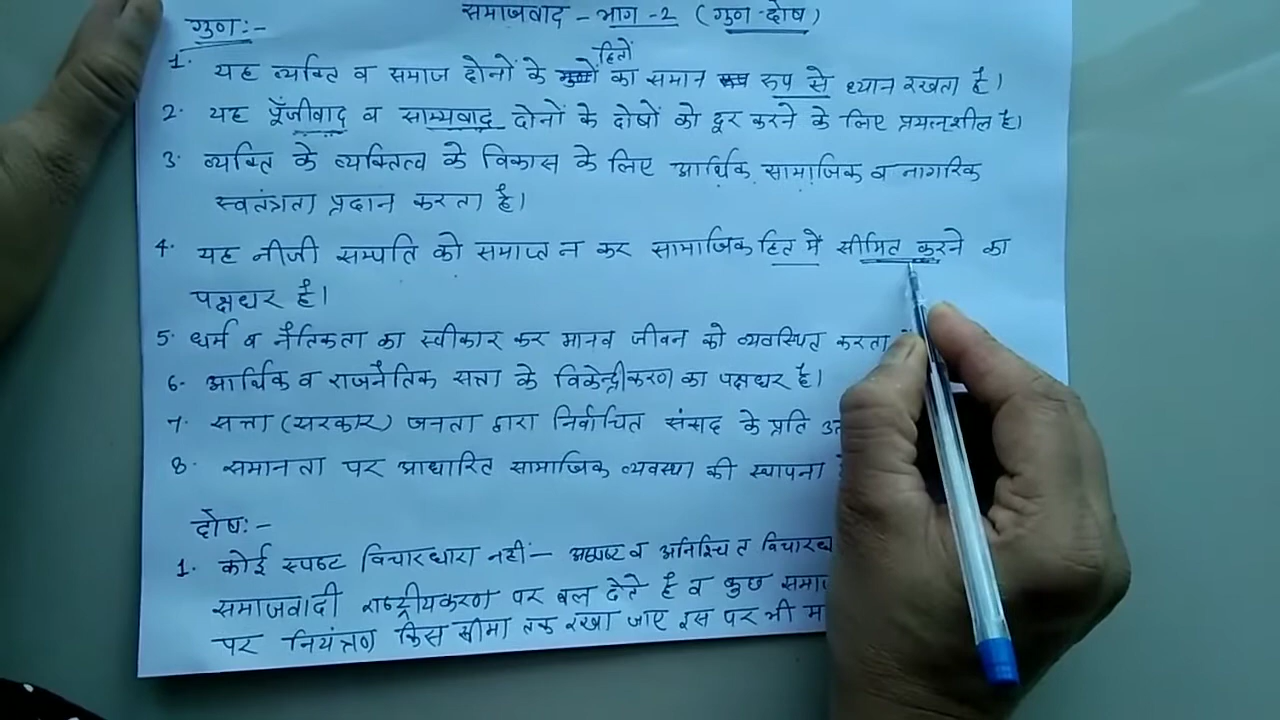 समाजवाद - भाग - 2 ( गुण दोष )
गुण:-
1. यह व्यक्ति व समाज दोनों के हितों का समान रूप से ध्यान रखता है।
2. यह पूँजीवाद व साम्यवाद दोनों के दोषों को दूर करने के लिए प्रयत्नशील है।
3. व्यक्ति के व्यक्तित्व के विकास के लिए आर्थिक सामाजिक व नागरिक
स्वतंत्रता प्रदान करता है।
4. यह नीजी सम्पति को समाप्त न कर सामाजिक हित में सीमित करने का
पक्षधर है।
5. धर्म व नैतिकता का स्वीकार कर मानव जीवन को व्यवस्थित करता
6. आर्थिक व राजनैतिक सत्ता के विकेन्द्रीकरण का पक्षधर है।
7. सत्ता (सरकार) जनता द्वारा निर्वाचित संसद के प्रति
8. समानता पर आधारित सामाजिक व्यवस्था की स्थापना
दोष:-
1. कोई स्पष्ट विचारधारा नहीं:- अस्पष्ट व अनिश्चित
समाजवादी राष्ट्रीयकरण पर बल देते है व कुछ
पर नियंत्रण किस सीमा तक रखा जाए इस पर भी